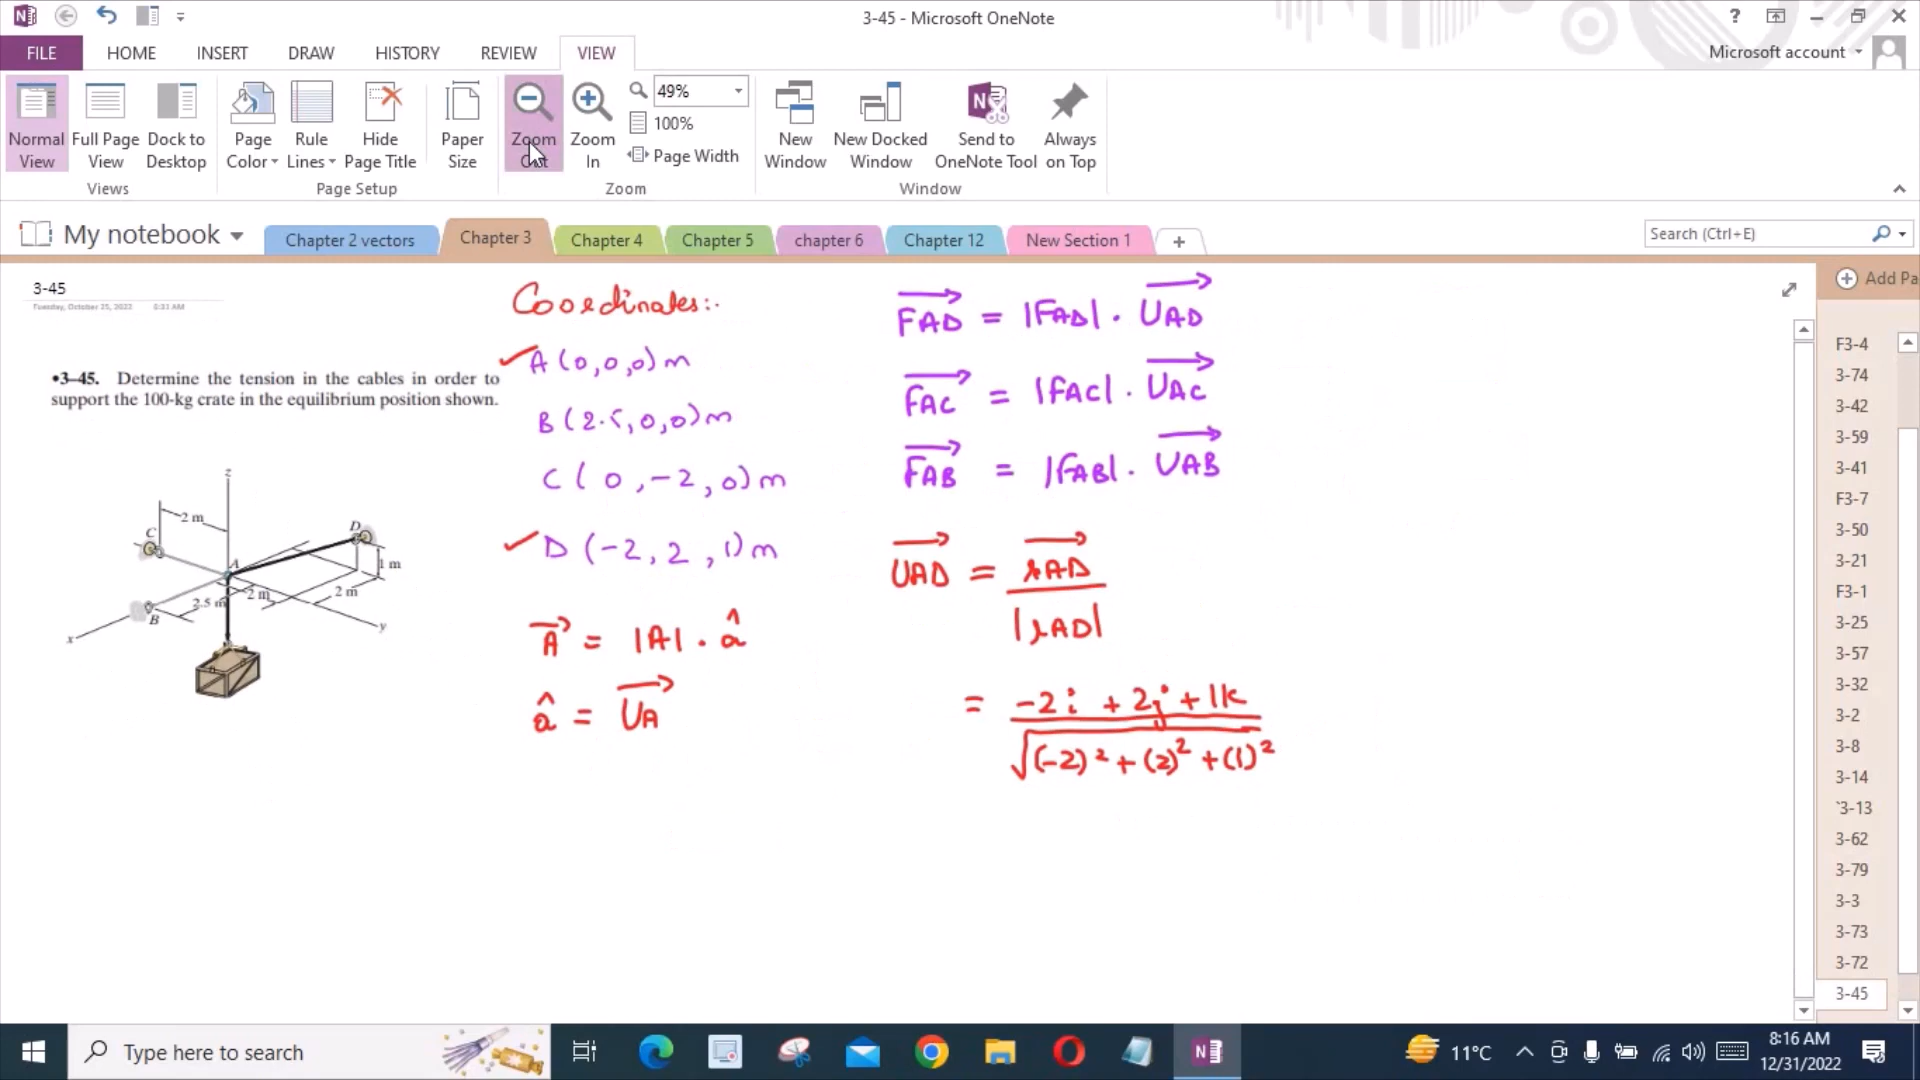 3-45 - Microsoft OneNote
FILE HOME INSERT DRAW HISTORY REVIEW VIEW
Microsoft account
Normal View
Full Page View
Dock to Desktop
Views
Page Color
Rule Lines
Hide Page Title
Page Setup
Paper Size
Zoom Out
Zoom In
49%
100%
Page Width
Zoom
New Window
New Docked Window
Send to OneNote Tool
Always on Top
Window
My notebook
Chapter 2 vectors
Chapter 3
Chapter 4
Chapter 5
chapter 6
Chapter 12
New Section 1
Search (Ctrl+E)
3-45
Tuesday, October 25, 2022 0:31 AM
•3–45. Determine the tension in the cables in order to
support the 100-kg crate in the equilibrium position shown.
z
2 m
C
D
A
1 m
2 m
2 m
2.5 m
B
x
y
Coordinates:.
A (0,0,0) m
B (2.5,0,0) m
C ( 0 ,-2, 0) m
D (-2, 2 , 1) m
A = |A| . â
â = UA
FAD = |FAD| . UAD
FAC = |FAC| . UAC
FAB = |FAB| . UAB
UAD = rAD
|rAD|
= -2i + 2j + 1k
√(-2)² + (2)² + (1)²
Add Pa
F3-4
3-74
3-42
3-59
3-41
F3-7
3-50
3-21
F3-1
3-25
3-57
3-32
3-2
3-8
3-14
`3-13
3-62
3-79
3-3
3-73
3-72
3-45
Type here to search
11°C
8:16 AM
12/31/2022